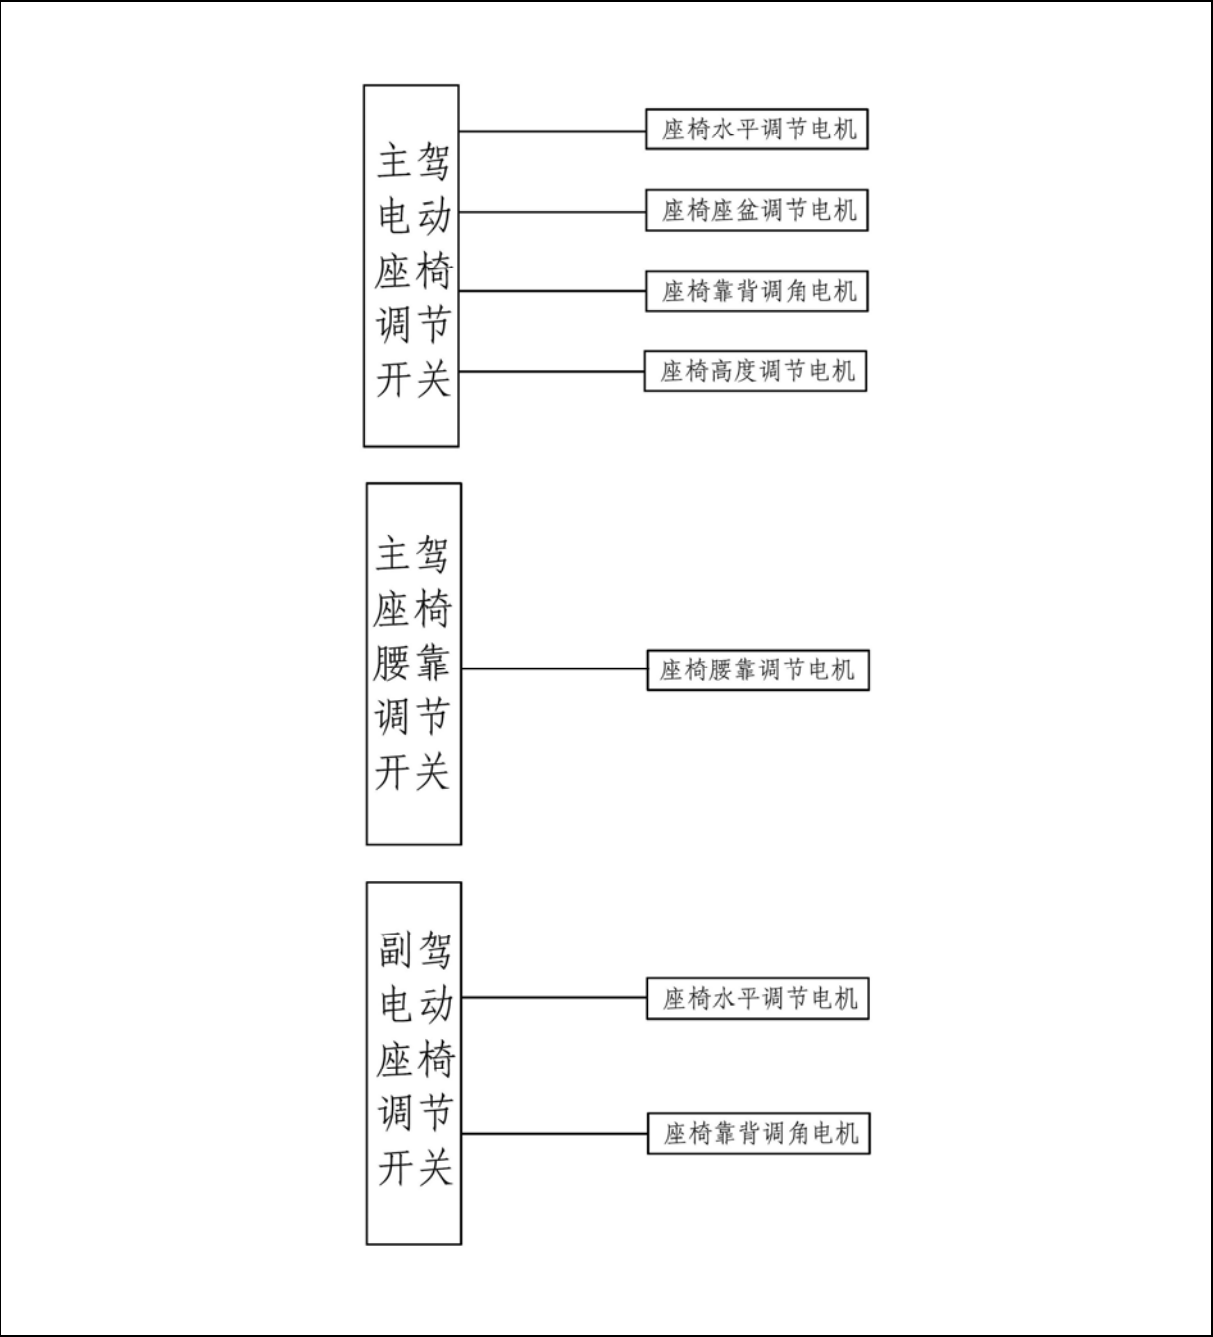 主驾
电动
座椅
调节
开关
座椅水平调节电机
座椅座盆调节电机
座椅靠背调角电机
座椅高度调节电机
主驾
座椅
腰靠
调节
开关
座椅腰靠调节电机
副驾
电动
座椅
调节
开关
座椅水平调节电机
座椅靠背调角电机